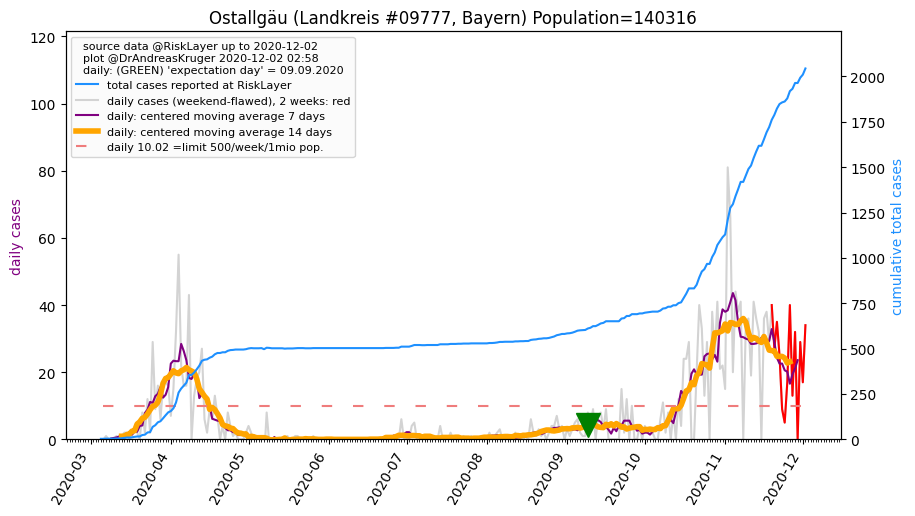 Ostallgäu (Landkreis #09777, Bayern) Population=140316
source data @RiskLayer up to 2020-12-02
plot @DrAndreasKruger 2020-12-02 02:58
daily: (GREEN) 'expectation day' = 09.09.2020
total cases reported at RiskLayer
daily cases (weekend-flawed), 2 weeks: red
daily: centered moving average 7 days
daily: centered moving average 14 days
daily 10.02 =limit 500/week/1mio pop.
daily cases
120
100
80
60
40
20
0
cumulative total cases
2000
1750
1500
1250
1000
750
500
250
0
2020-03
2020-04
2020-05
2020-06
2020-07
2020-08
2020-09
2020-10
2020-11
2020-12